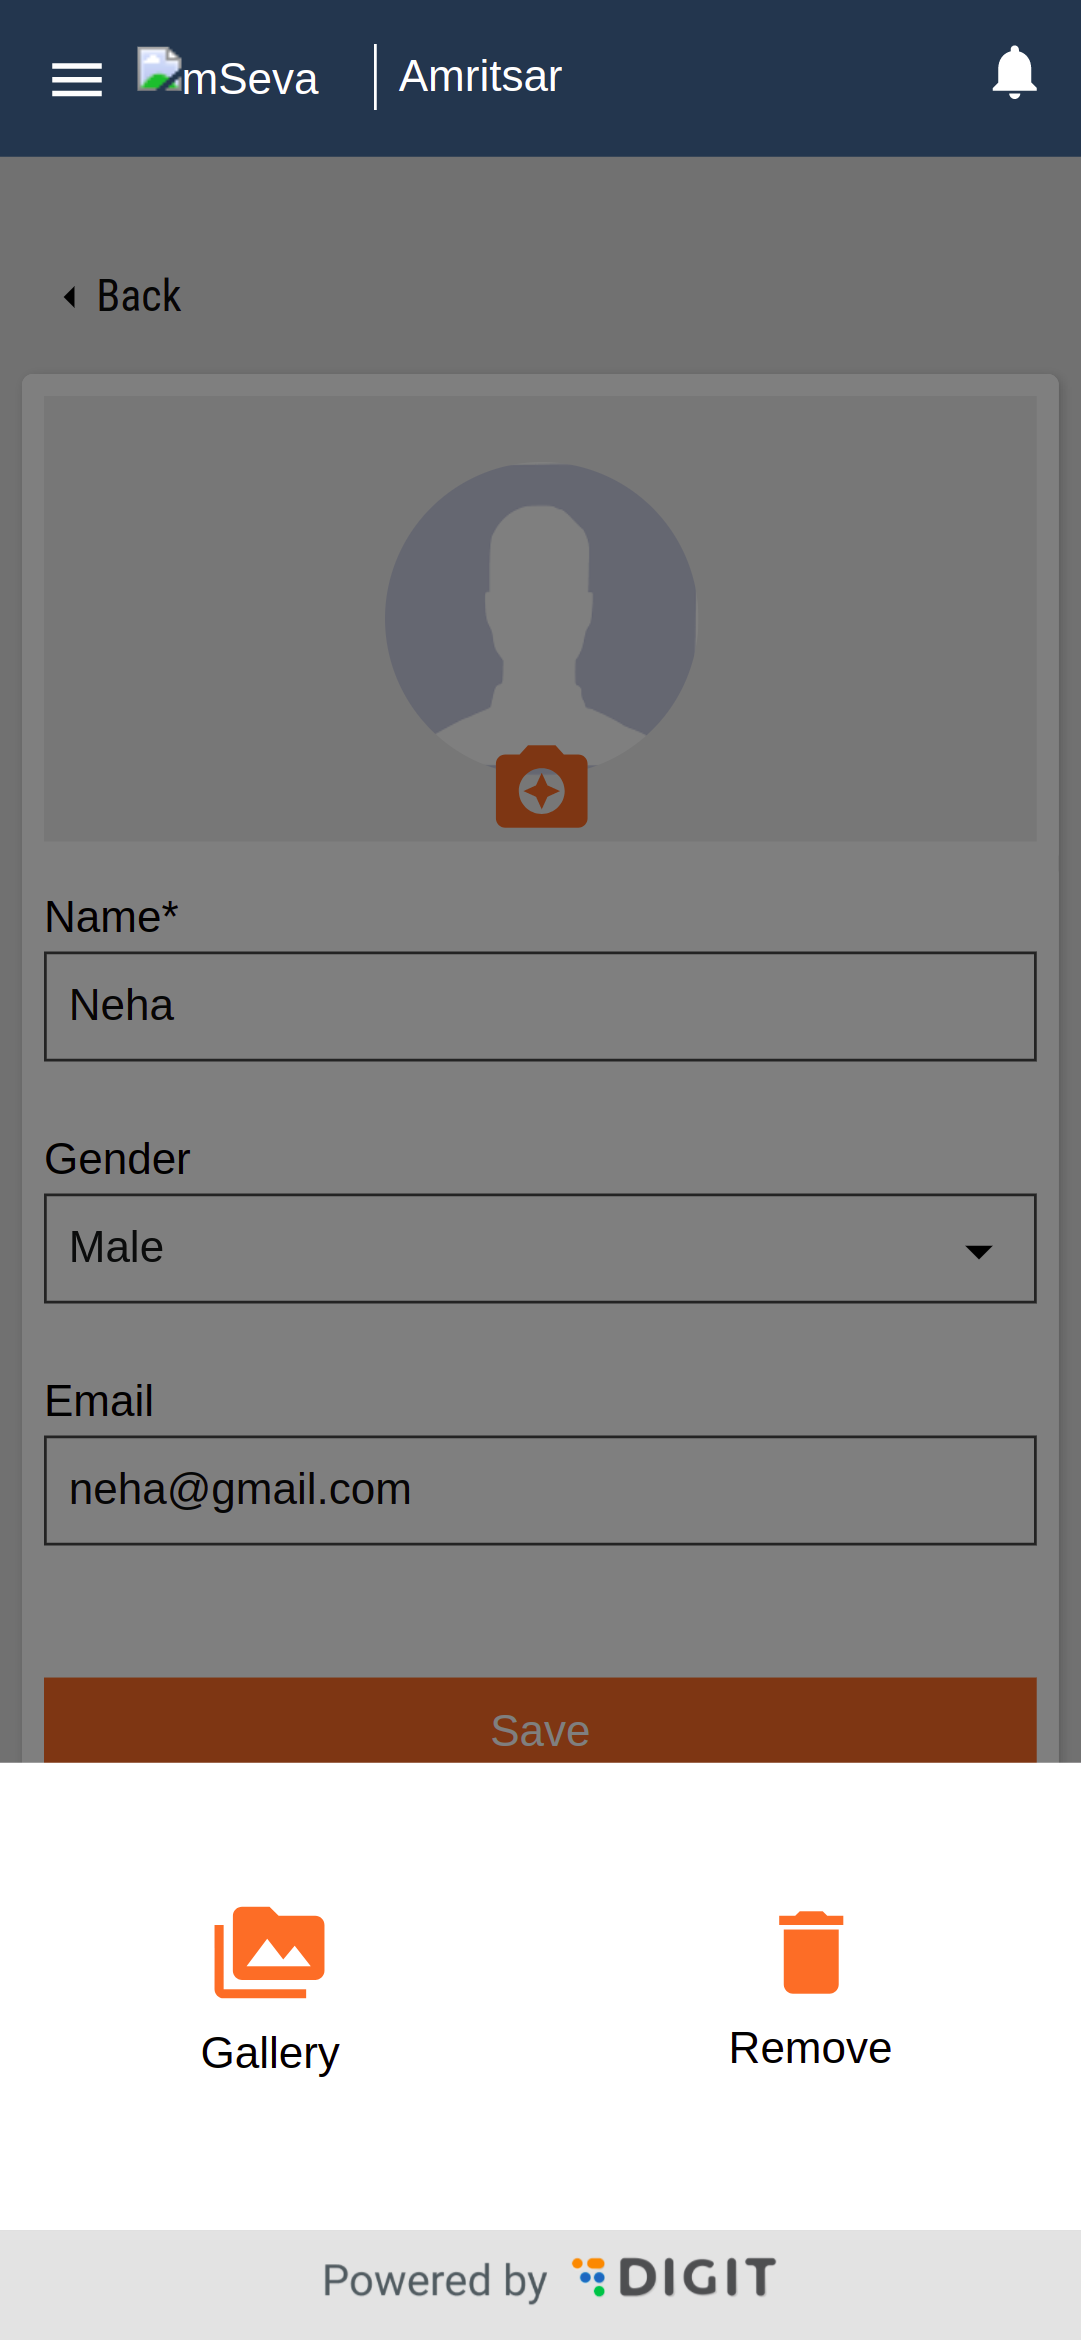 mSeva
Amritsar
Back
Name*
Neha
Gender
Male
Email
neha@gmail.com
Save
Gallery
Remove
Powered by DIGIT